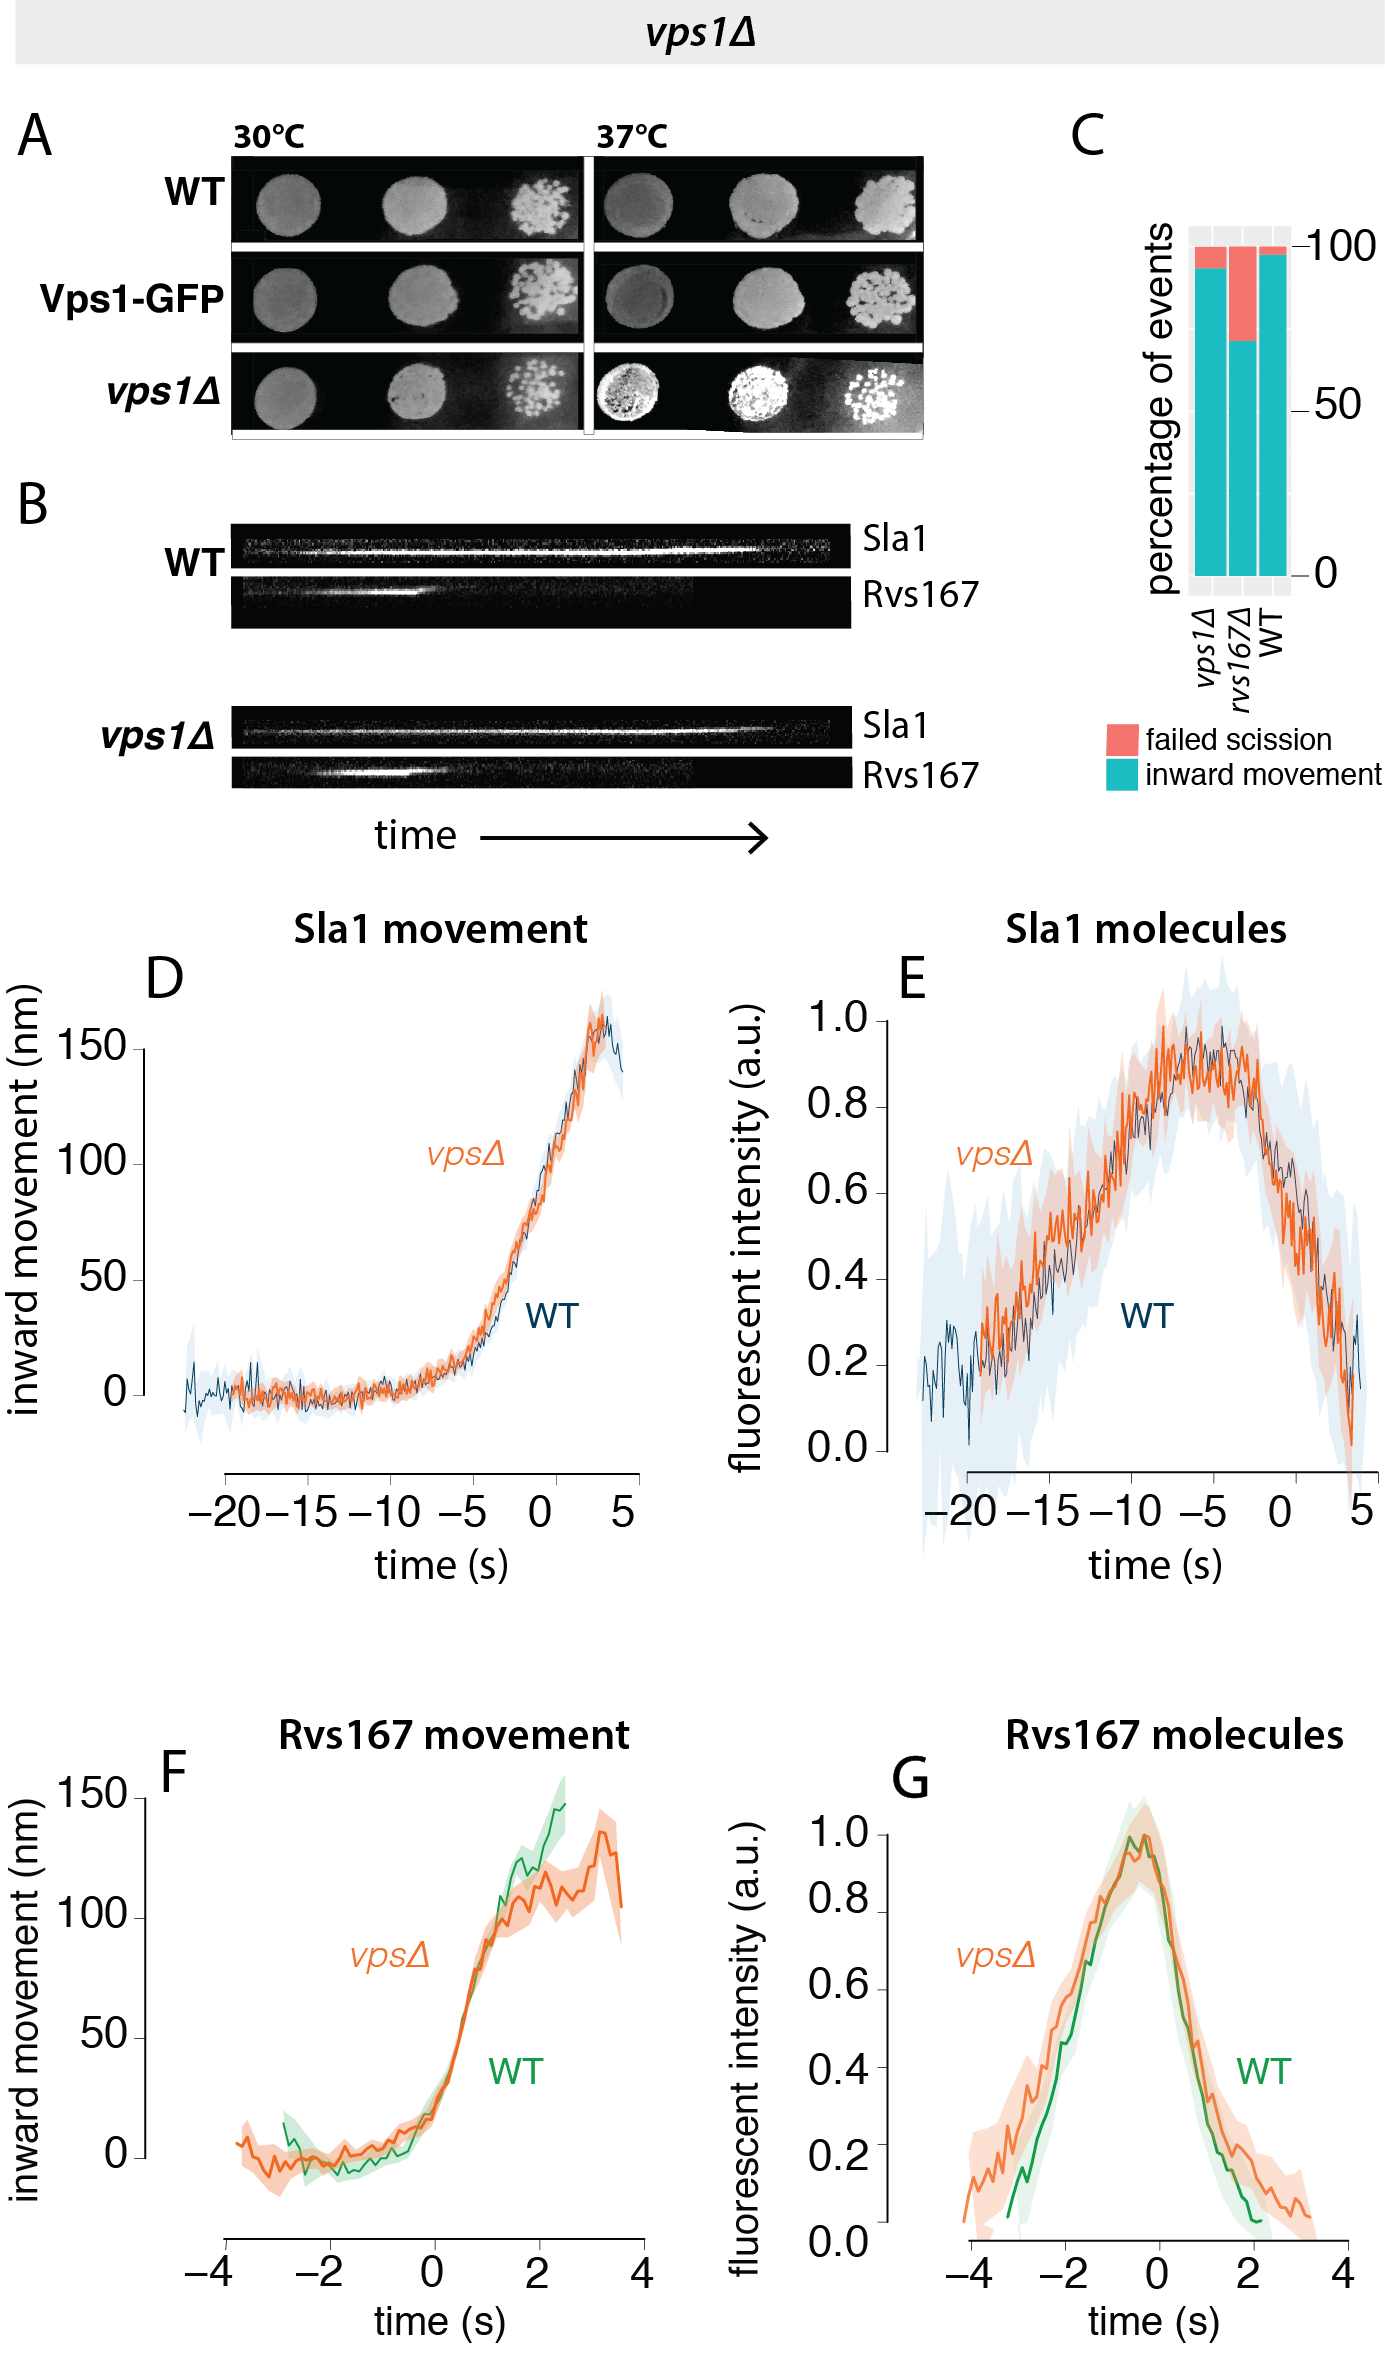 vps1Δ
A
30°C
37°C
WT
Vps1-GFP
vps1Δ
B
WT
Sla1
Rvs167
vps1Δ
Sla1
Rvs167
time
C
percentage of events
100
50
0
vps1Δ
rvs167Δ
WT
failed scission
inward movement
Sla1 movement
D
inward movement (nm)
150
100
50
0
vpsΔ
WT
−20 −15 −10 −5 0 5
time (s)
Sla1 molecules
E
fluorescent intensity (a.u.)
1.0
0.8
0.6
0.4
0.2
0.0
vpsΔ
WT
−20 −15 −10 −5 0 5
time (s)
Rvs167 movement
F
inward movement (nm)
150
100
50
0
vpsΔ
WT
−4 −2 0 2 4
time (s)
Rvs167 molecules
G
fluorescent intensity (a.u.)
1.0
0.8
0.6
0.4
0.2
0.0
vpsΔ
WT
−4 −2 0 2 4
time (s)